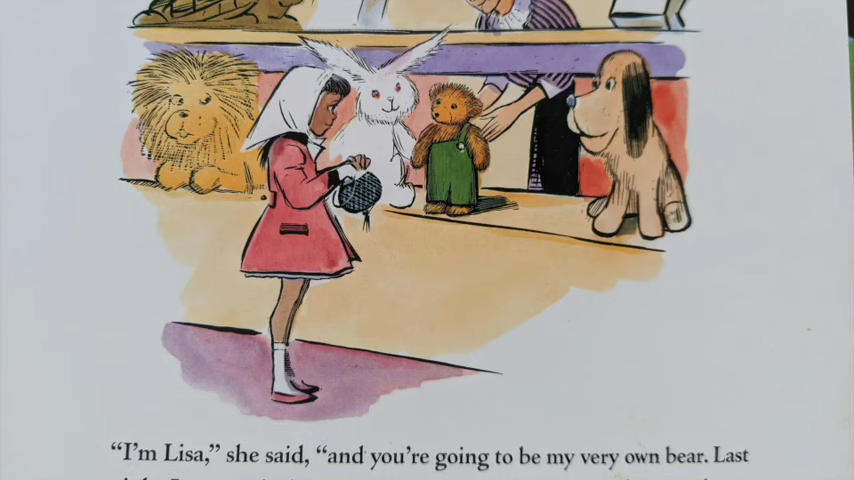 “I’m Lisa,” she said, “and you’re going to be my very own bear. Last